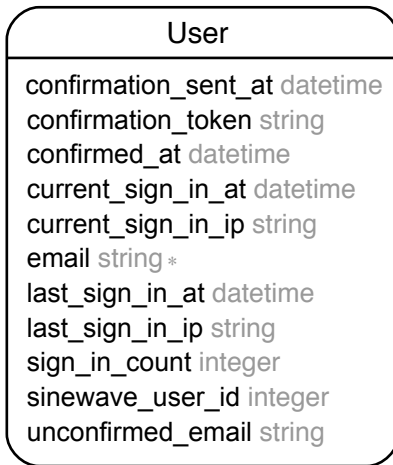 User
confirmation_sent_at datetime
confirmation_token string
confirmed_at datetime
current_sign_in_at datetime
current_sign_in_ip string
email string *
last_sign_in_at datetime
last_sign_in_ip string
sign_in_count integer
sinewave_user_id integer
unconfirmed_email string